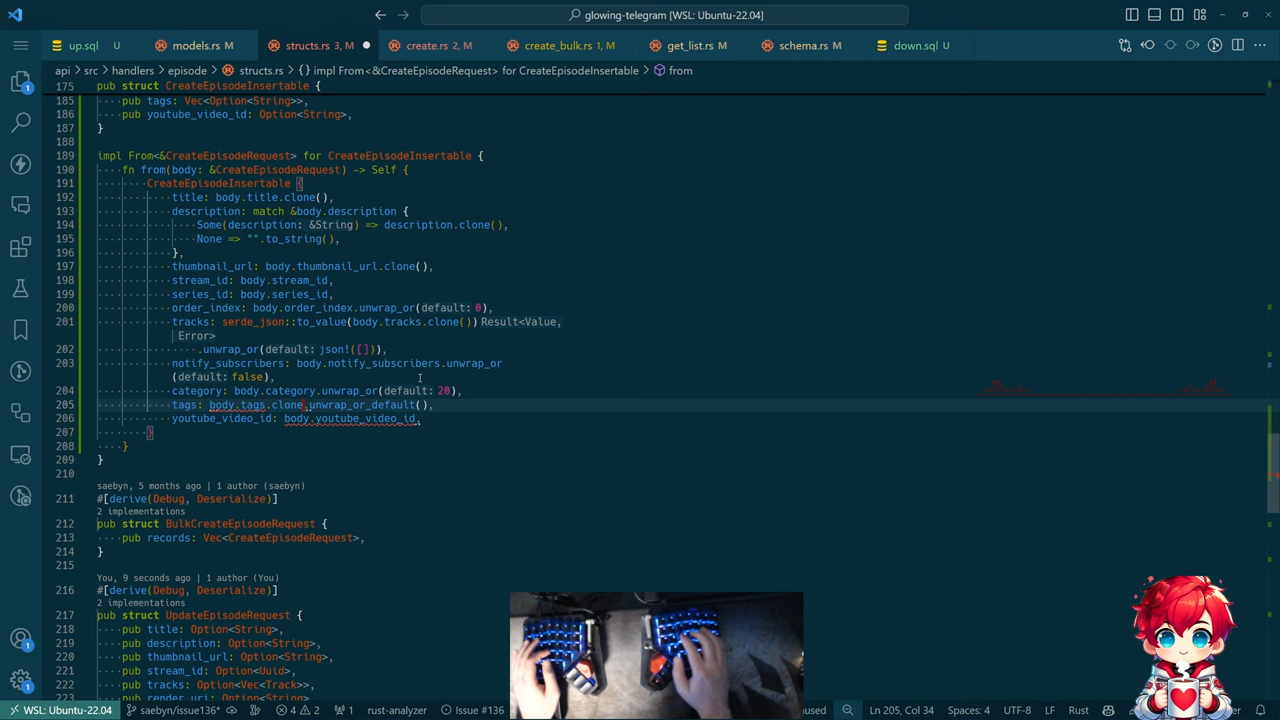 glowing-telegram [WSL: Ubuntu-22.04]
up.sql U
models.rs M
structs.rs 3, M
create.rs 2, M
create_bulk.rs 1, M
get_list.rs M
schema.rs M
down.sql U
api > src > handlers > episode > structs.rs > {} impl From<&CreateEpisodeRequest> for CreateEpisodeInsertable > from
175 pub struct CreateEpisodeInsertable {
185 pub tags: Vec<Option<String>>,
186 pub youtube_video_id: Option<String>,
187 }
188
189 impl From<&CreateEpisodeRequest> for CreateEpisodeInsertable {
190 fn from(body: &CreateEpisodeRequest) -> Self {
191 CreateEpisodeInsertable {
192 title: body.title.clone(),
193 description: match &body.description {
194 Some(description: &String) => description.clone(),
195 None => "".to_string(),
196 },
197 thumbnail_url: body.thumbnail_url.clone(),
198 stream_id: body.stream_id,
199 series_id: body.series_id,
200 order_index: body.order_index.unwrap_or(default: 0),
201 tracks: serde_json::to_value(body.tracks.clone()) Result<Value,
Error>
202 .unwrap_or(default: json!([])),
203 notify_subscribers: body.notify_subscribers.unwrap_or
(default: false),
204 category: body.category.unwrap_or(default: 20),
205 tags: body.tags.clone.unwrap_or_default(),
206 youtube_video_id: body.youtube_video_id,
207 }
208 }
209 }
210
saebyn, 5 months ago | 1 author (saebyn)
211 #[derive(Debug, Deserialize)]
2 implementations
212 pub struct BulkCreateEpisodeRequest {
213 pub records: Vec<CreateEpisodeRequest>,
214 }
215
You, 9 seconds ago | 1 author (You)
216 #[derive(Debug, Deserialize)]
2 implementations
217 pub struct UpdateEpisodeRequest {
218 pub title: Option<String>,
219 pub description: Option<String>,
220 pub thumbnail_url: Option<String>,
221 pub stream_id: Option<Uuid>,
222 pub tracks: Option<Vec<Track>>,
223 pub render_uri: Option<String>,
1
1
1
WSL: Ubuntu-22.04
saebyn/issue136*
4 2
1
rust-analyzer
Issue #136
Ln 205, Col 34
Spaces: 4
UTF-8
LF
Rust